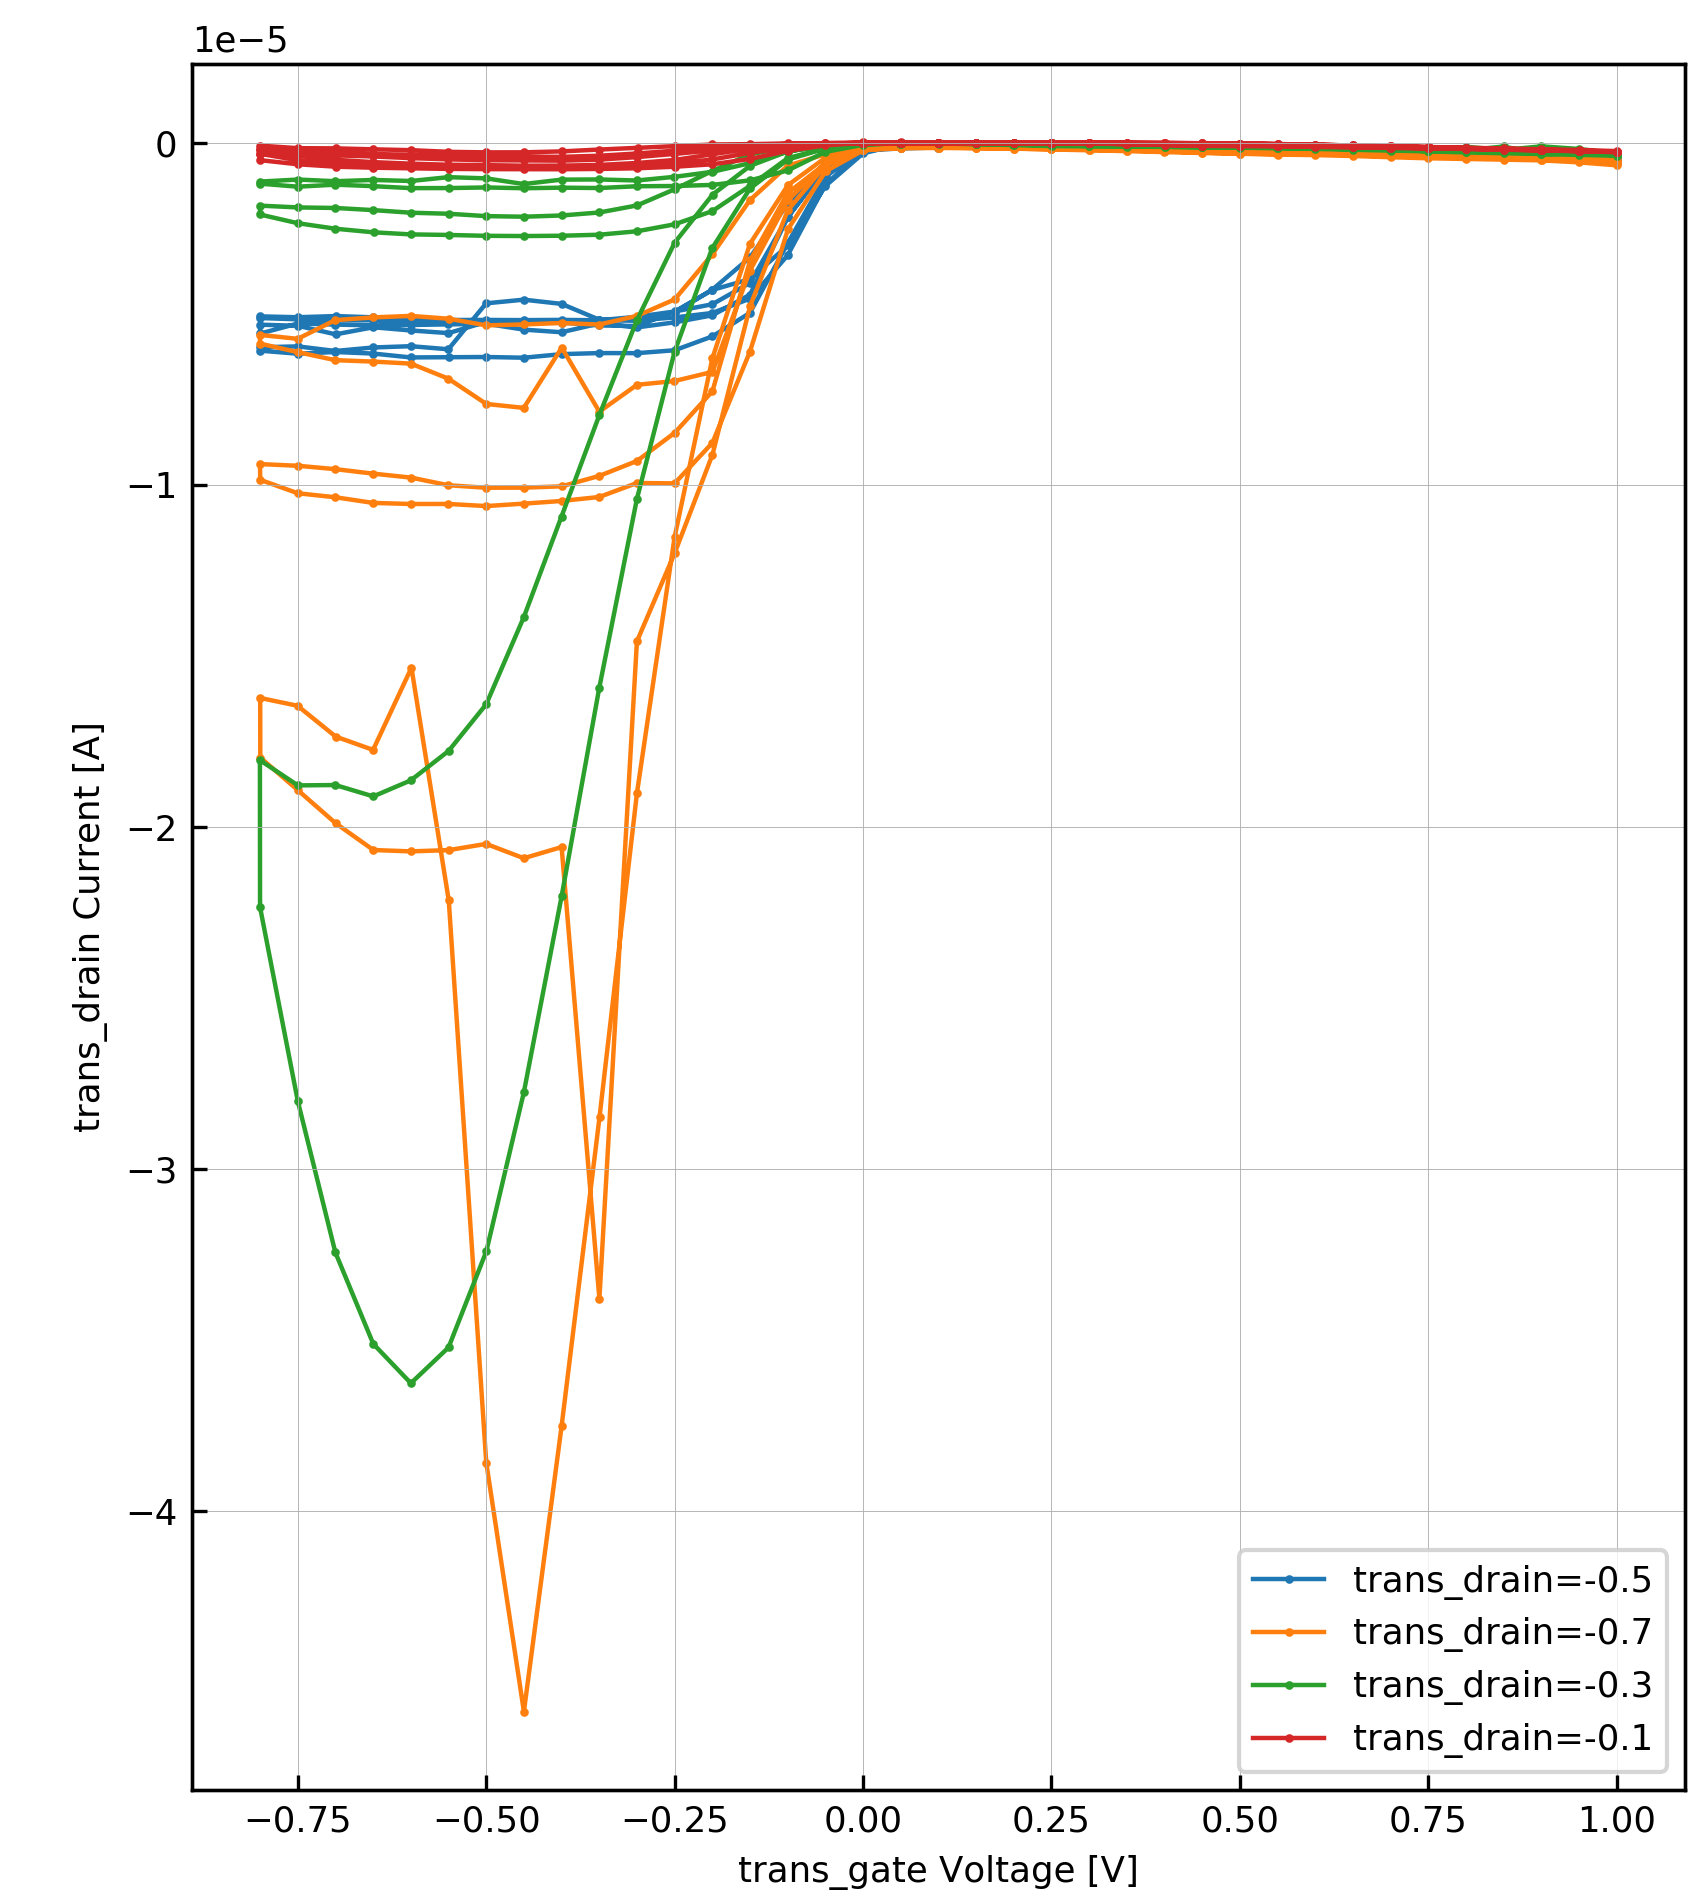 1e−5
0
−1
−2
−3
−4
trans_drain Current [A]
−0.75 −0.50 −0.25 0.00 0.25 0.50 0.75 1.00
trans_gate Voltage [V]
trans_drain=-0.5
trans_drain=-0.7
trans_drain=-0.3
trans_drain=-0.1